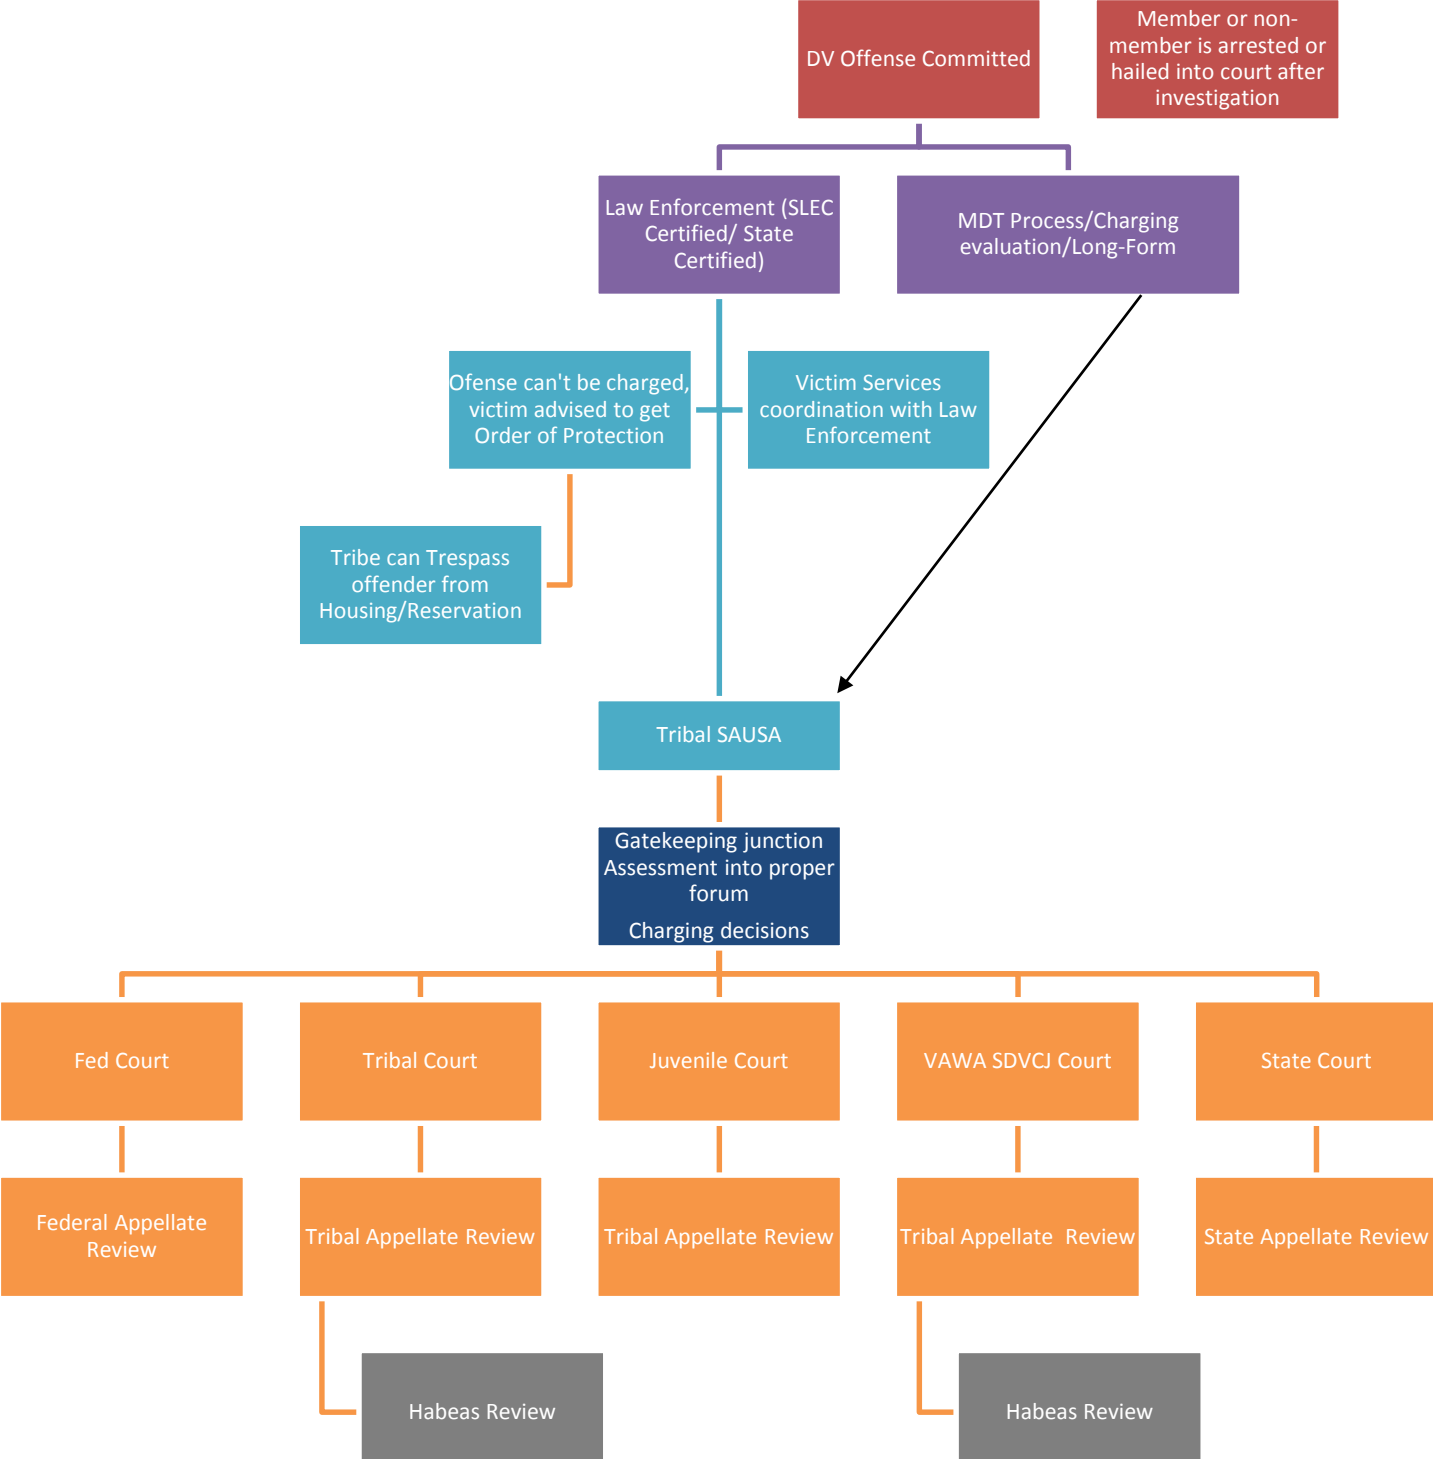 DV Offense Committed
Member or non-
member is arrested or
hailed into court after
investigation
Law Enforcement (SLEC
Certified/ State
Certified)
MDT Process/Charging
evaluation/Long-Form
Ofense can't be charged,
victim advised to get
Order of Protection
Victim Services
coordination with Law
Enforcement
Tribe can Trespass
offender from
Housing/Reservation
Tribal SAUSA
Gatekeeping junction
Assessment into proper
forum
Charging decisions
Fed Court
Tribal Court
Juvenile Court
VAWA SDVCJ Court
State Court
Federal Appellate
Review
Tribal Appellate Review
Tribal Appellate Review
Tribal Appellate  Review
State Appellate Review
Habeas Review
Habeas Review